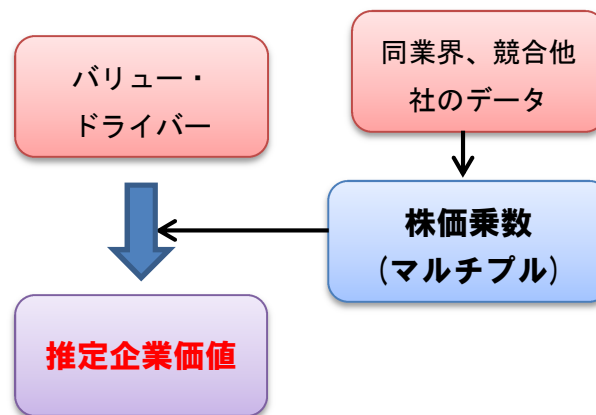 バリュー・
ドライバー
同業界、競合他
社のデータ
株価乗数
(マルチプル)
推定企業価値